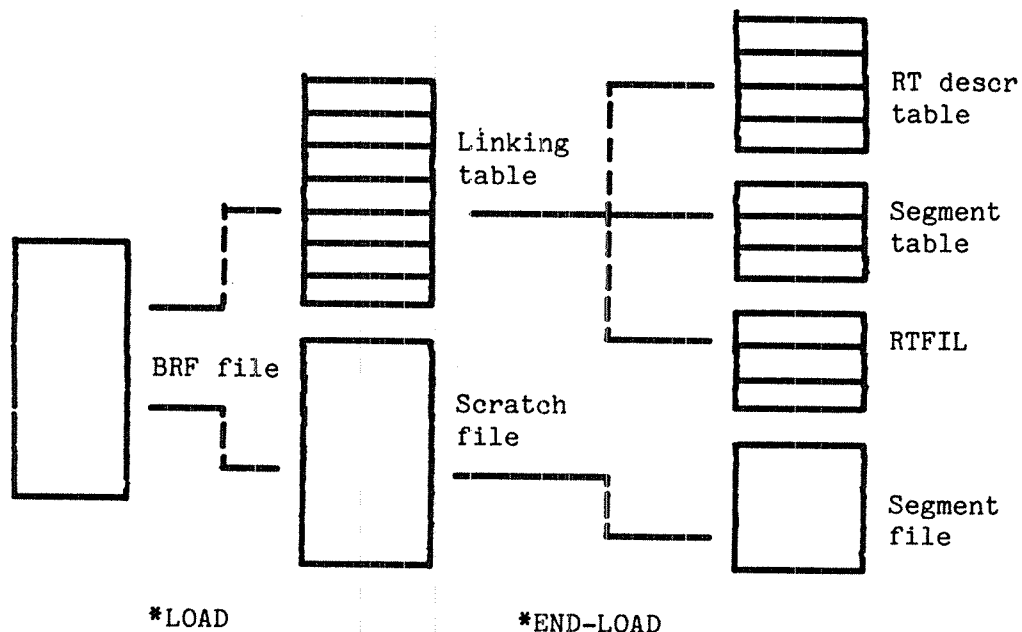 RT descr
table
Linking
table
Segment
table
RTFIL
BRF file
Scratch
file
Segment
file
*LOAD
*END-LOAD